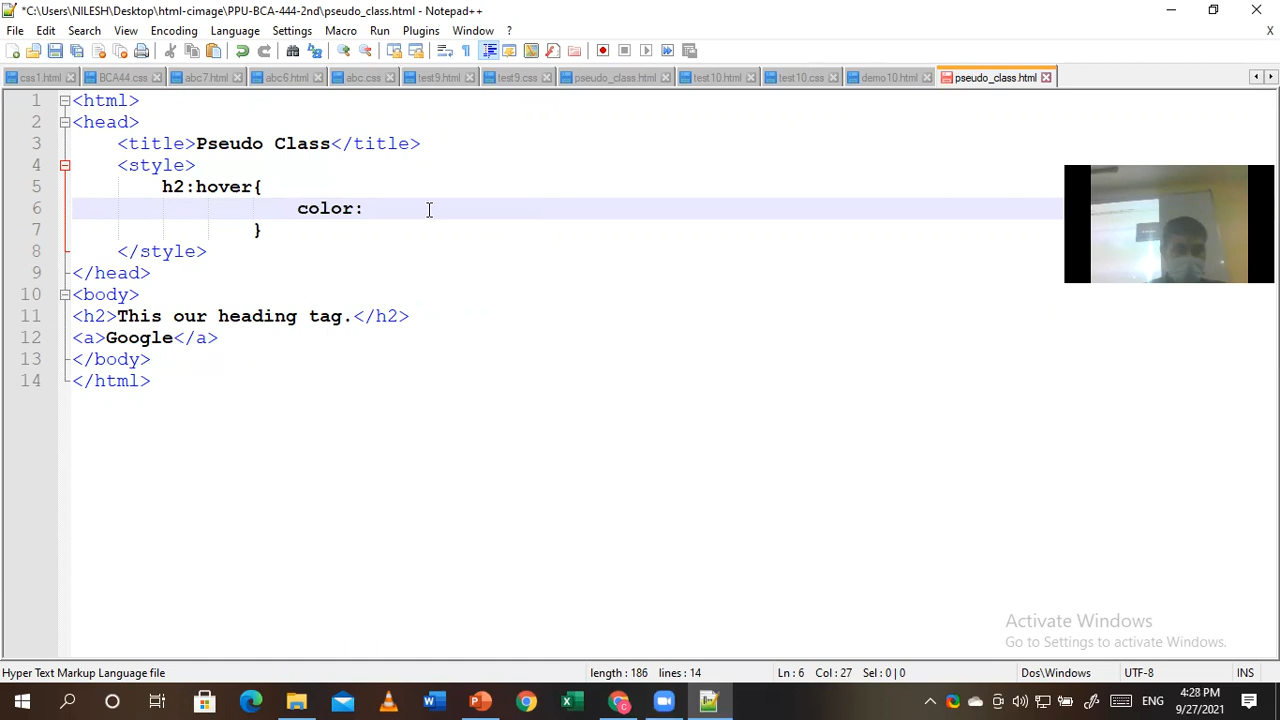 *C:\Users\NILESH\Desktop\html-cimage\PPU-BCA-444-2nd\pseudo_class.html - Notepad++
File Edit Search View Encoding Language Settings Macro Run Plugins Window ? X
css1.html BCA44.css abc7.html abc6.html abc.css test9.html test9.css pseudo_class.html test10.html test10.css demo10.html pseudo_class.html
1 <html>
2 <head>
3 <title>Pseudo Class</title>
4 <style>
5 h2:hover{
6 color:
7 }
8 </style>
9 </head>
10 <body>
11 <h2>This our heading tag.</h2>
12 <a>Google</a>
13 </body>
14 </html>
Activate Windows
Go to Settings to activate Windows.
Hyper Text Markup Language file length : 186 lines : 14 Ln : 6 Col : 27 Sel : 0 | 0 Dos\Windows UTF-8 INS
ENG 4:28 PM
9/27/2021